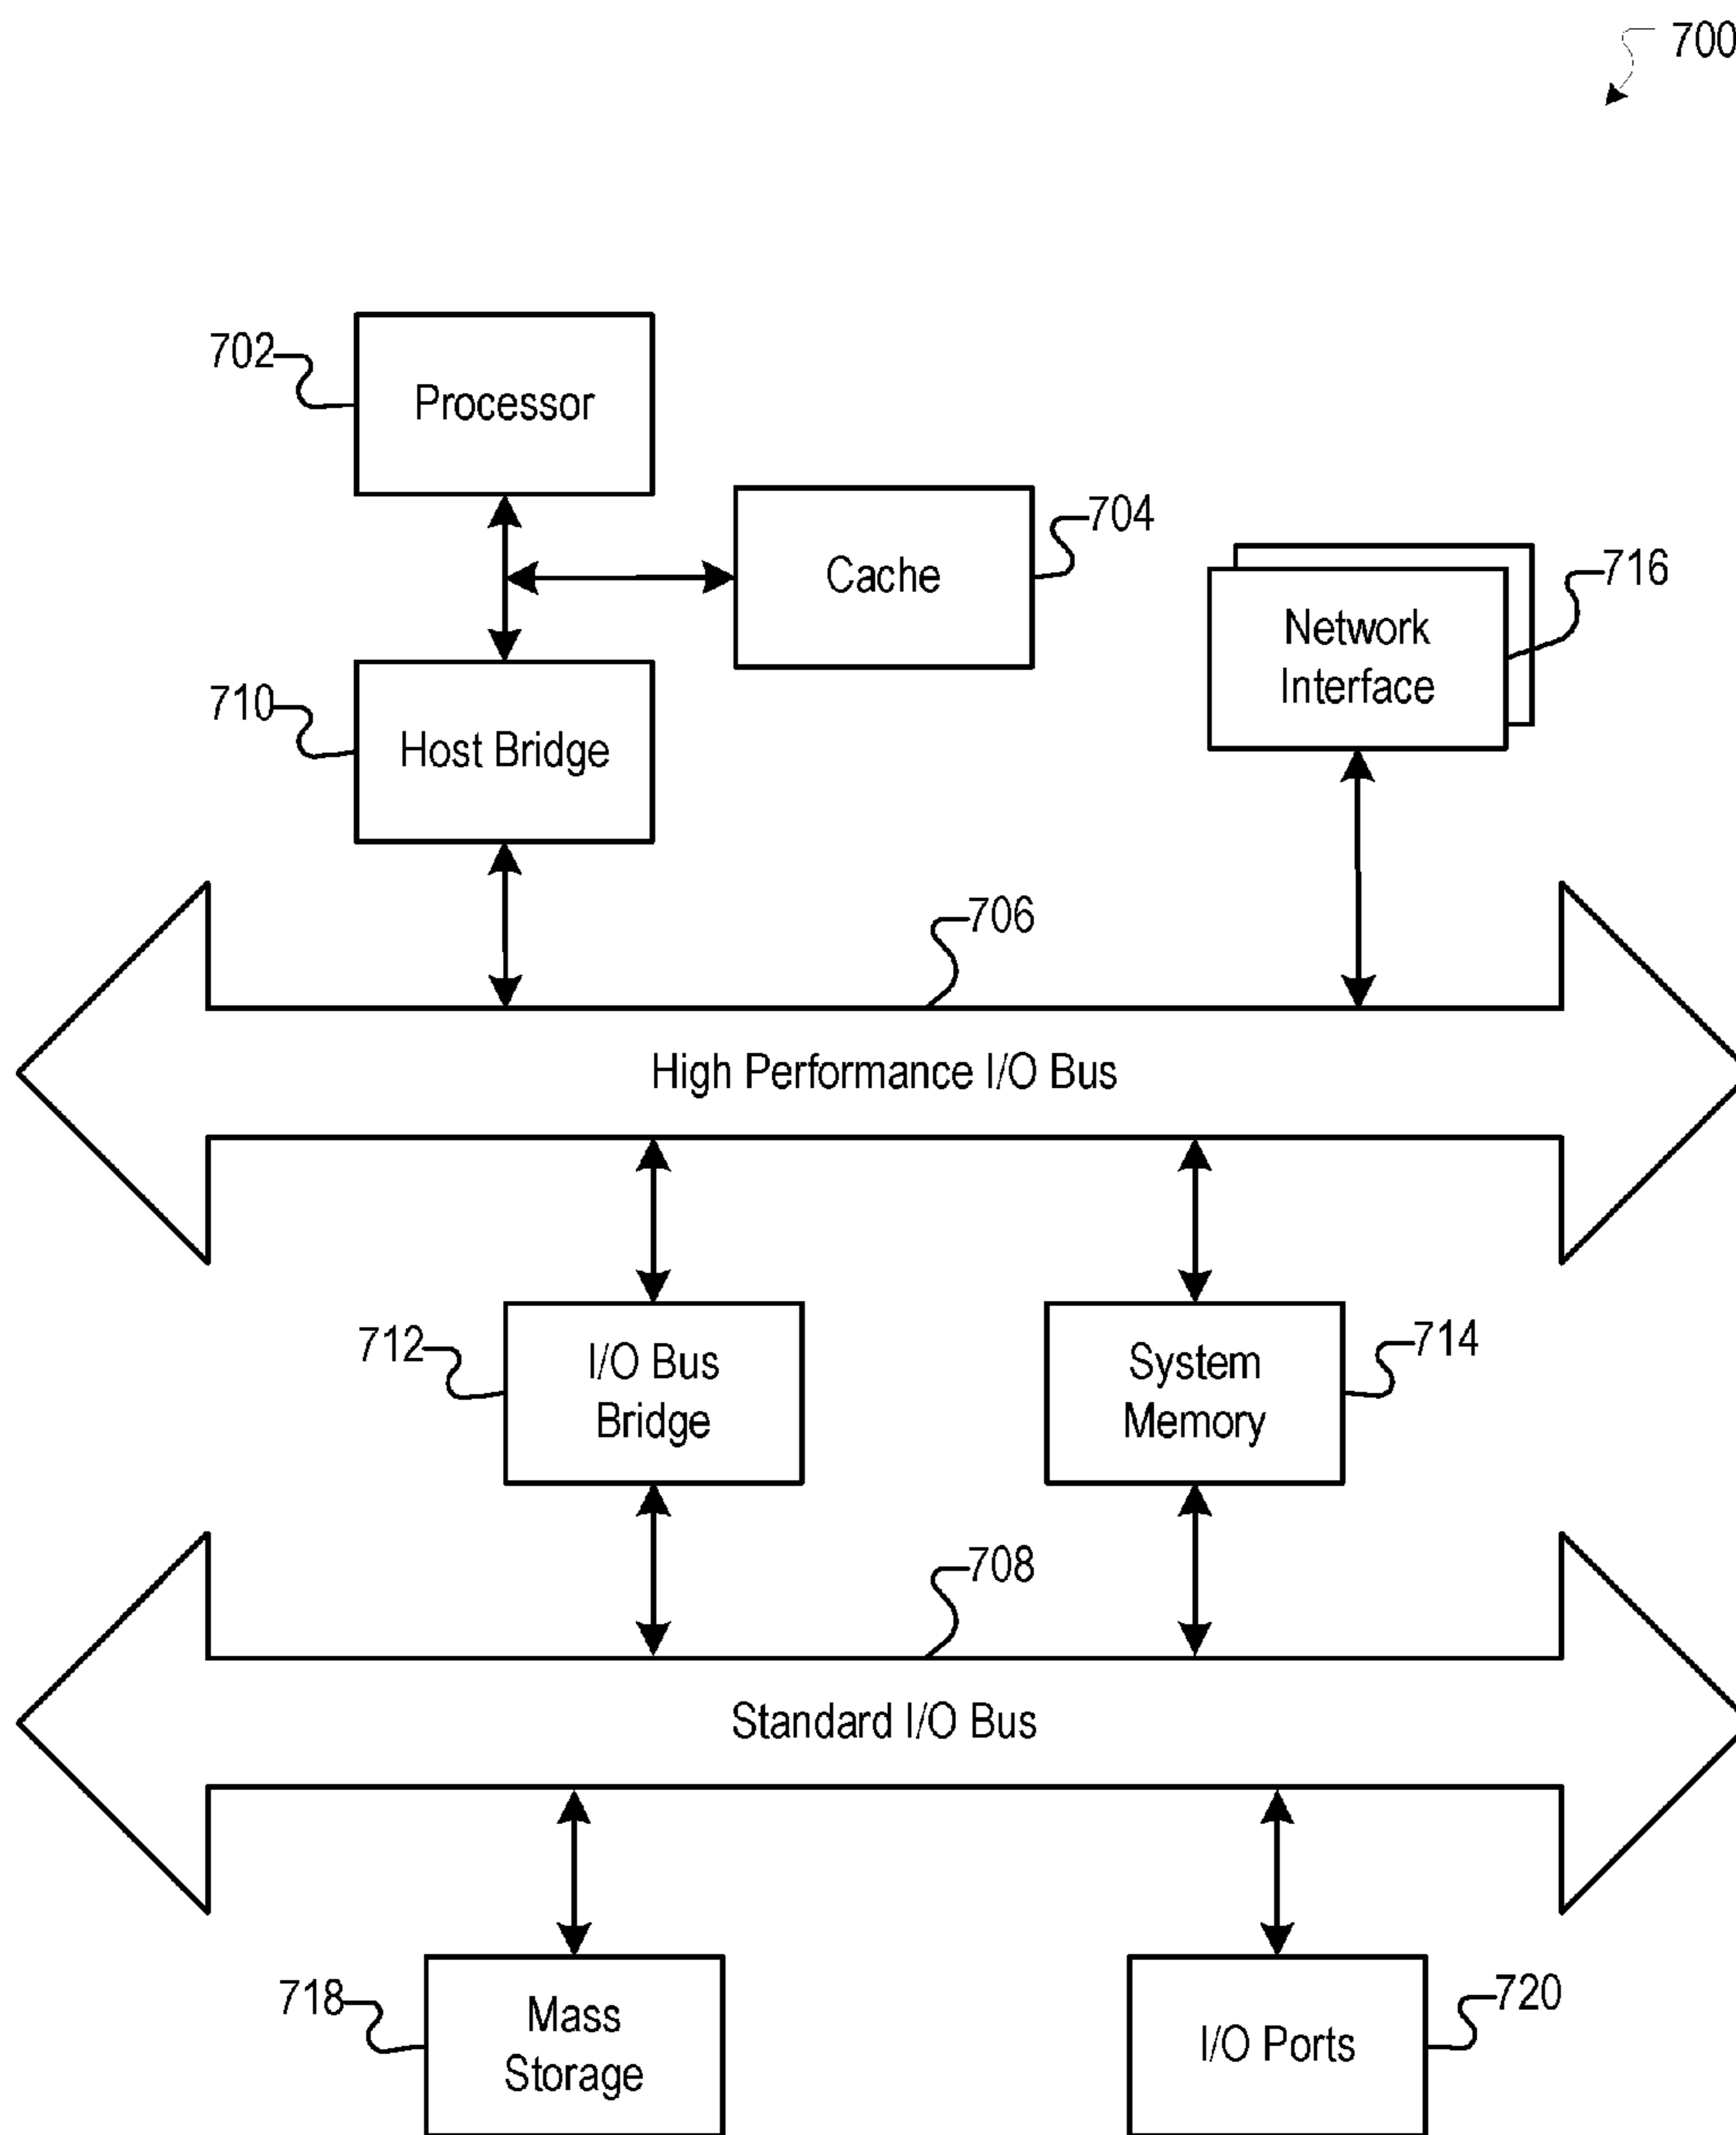 700
702
Processor
704
Cache
716
Network
Interface
710
Host Bridge
706
High Performance I/O Bus
712
I/O Bus
Bridge
714
System
Memory
708
Standard I/O Bus
718
Mass
Storage
720
I/O Ports